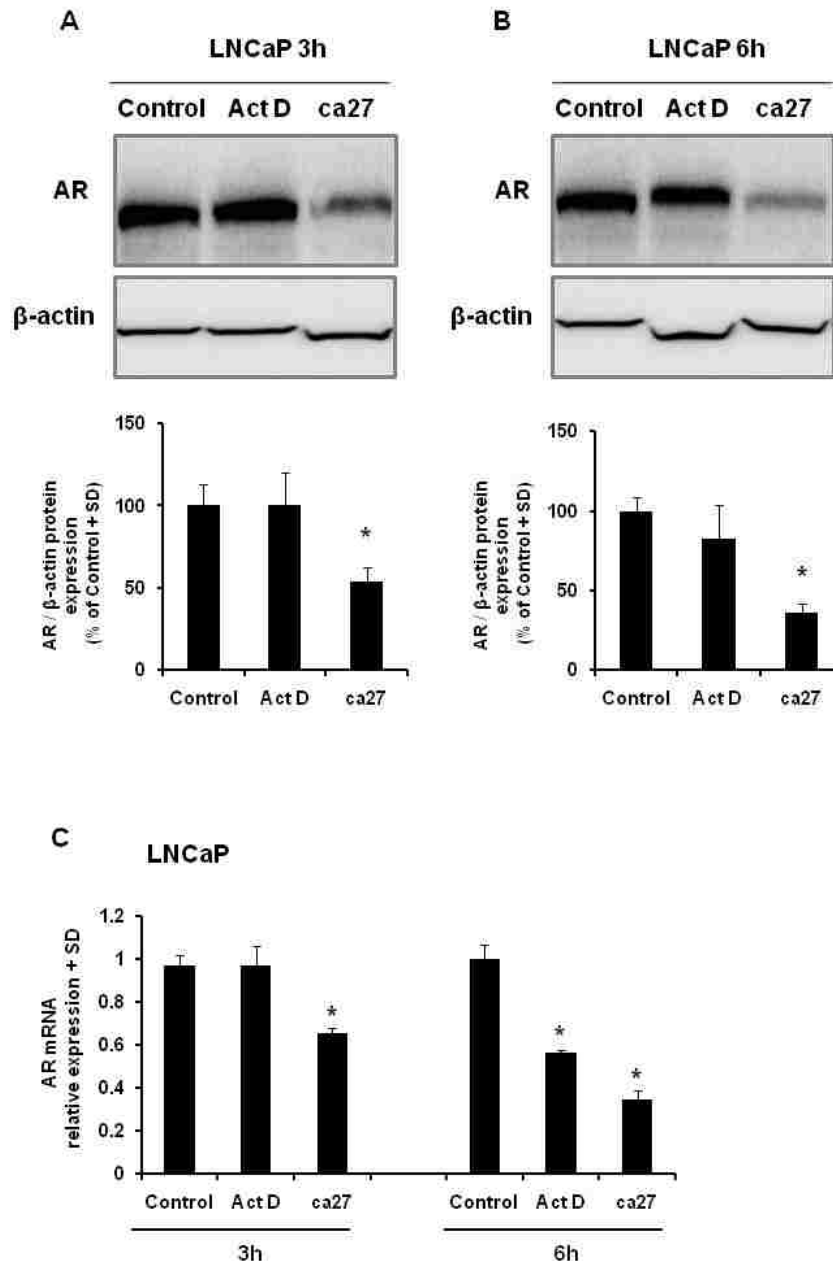 A
LNCaP 3h
Control Act D ca27
AR
β-actin
150
100
50
0
AR / β-actin protein
expression
(% of Control + SD)
*
Control Act D ca27
B
LNCaP 6h
Control Act D ca27
AR
β-actin
150
100
50
0
AR / β-actin protein
expression
(% of Control + SD)
*
Control Act D ca27
C
LNCaP
1.2
1
0.8
0.6
0.4
0.2
0
AR mRNA
relative expression + SD
*
*
*
Control Act D ca27 Control Act D ca27
3h 6h